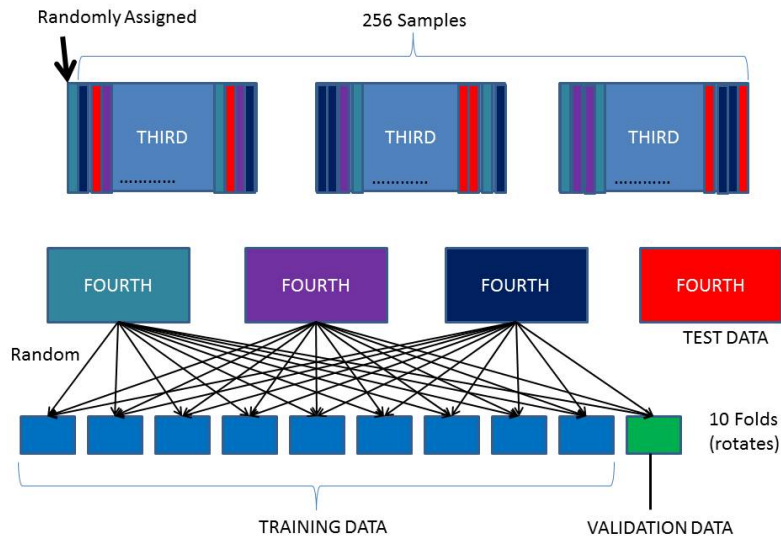 Randomly Assigned
256 Samples
THIRD
THIRD
THIRD
............
............
............
FOURTH
FOURTH
FOURTH
FOURTH
TEST DATA
Random
10 Folds
(rotates)
TRAINING DATA
VALIDATION DATA